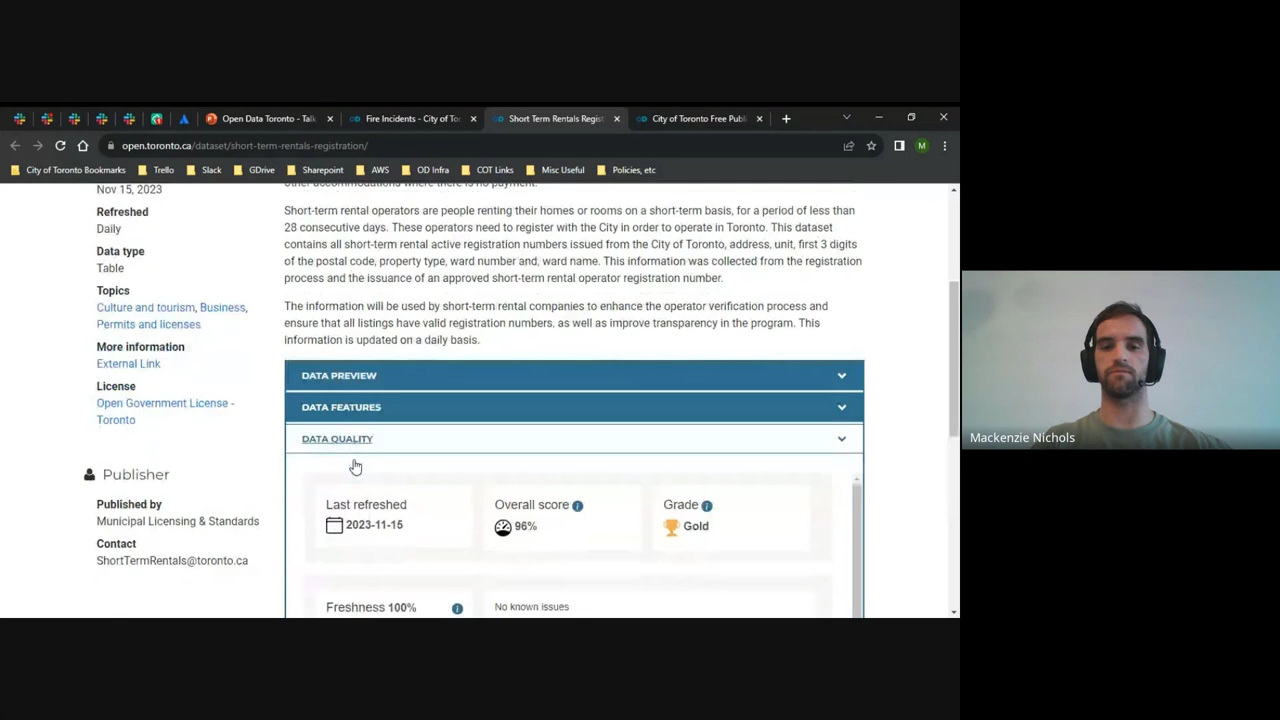 Open Data Toronto - Talk
Fire Incidents - City of Tor
Short Term Rentals Regist
City of Toronto Free Publ
open.toronto.ca/dataset/short-term-rentals-registration/
M
City of Toronto Bookmarks
Trello
Slack
GDrive
Sharepoint
AWS
OD Infra
COT Links
Misc Useful
Policies, etc
Nov 15, 2023
Refreshed
Daily
Data type
Table
Topics
Culture and tourism, Business,
Permits and licenses
More information
External Link
License
Open Government License -
Toronto
Publisher
Published by
Municipal Licensing & Standards
Contact
ShortTermRentals@toronto.ca
Other accommodations where there is no payment.
Short-term rental operators are people renting their homes or rooms on a short-term basis, for a period of less than
28 consecutive days. These operators need to register with the City in order to operate in Toronto. This dataset
contains all short-term rental active registration numbers issued from the City of Toronto, address, unit, first 3 digits
of the postal code, property type, ward number and, ward name. This information was collected from the registration
process and the issuance of an approved short-term rental operator registration number.
The information will be used by short-term rental companies to enhance the operator verification process and
ensure that all listings have valid registration numbers, as well as improve transparency in the program. This
information is updated on a daily basis.
DATA PREVIEW
DATA FEATURES
DATA QUALITY
Last refreshed
2023-11-15
Overall score
96%
Grade
Gold
Freshness 100%
No known issues
Mackenzie Nichols